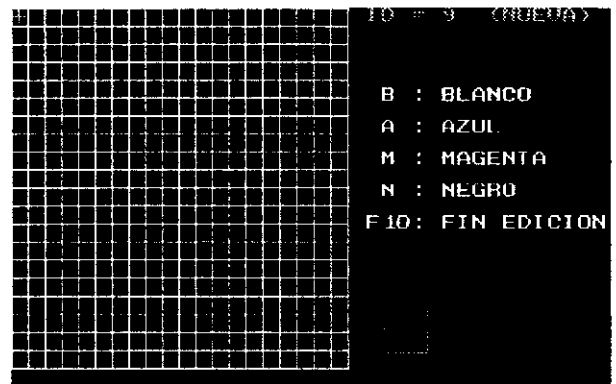 ID = 9 (NUEVA)
B : BLANCO
A : AZUL
M : MAGENTA
N : NEGRO
F10: FIN EDICION